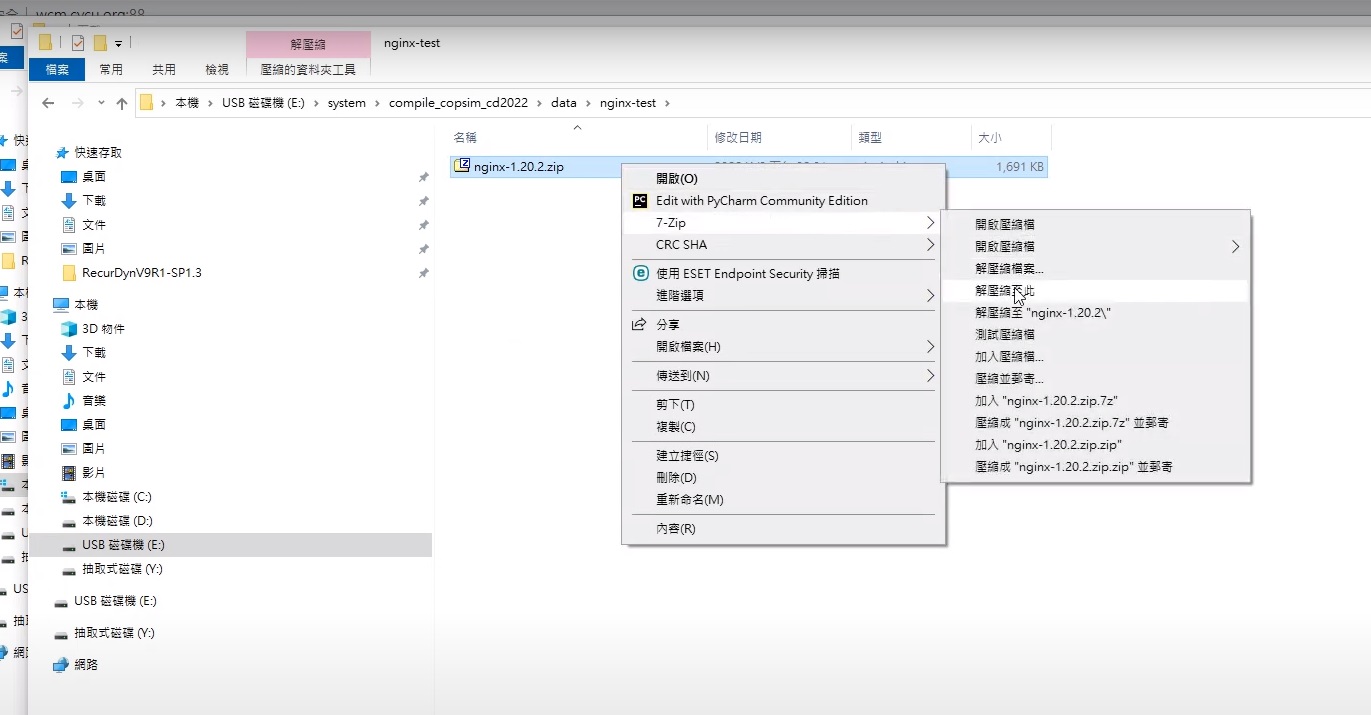 解壓縮
nginx-test
檔案
常用
共用
檢視
壓縮的資料夾工具
本機
USB 磁碟機 (E:)
system
compile_copsim_cd2022
data
nginx-test
名稱
修改日期
類型
大小
nginx-1.20.2.zip
1,691 KB
快速存取
桌面
下載
文件
圖片
RecurDynV9R1-SP1.3
本機
3D 物件
下載
文件
音樂
桌面
圖片
影片
本機磁碟 (C:)
本機磁碟 (D:)
USB 磁碟機 (E:)
抽取式磁碟 (Y:)
USB 磁碟機 (E:)
抽取式磁碟 (Y:)
網路
開啟(O)
Edit with PyCharm Community Edition
7-Zip
CRC SHA
使用 ESET Endpoint Security 掃描
進階選項
分享
開啟檔案(H)
傳送到(N)
剪下(T)
複製(C)
建立捷徑(S)
刪除(D)
重新命名(M)
內容(R)
開啟壓縮檔
開啟壓縮檔
解壓縮檔案...
解壓縮至此
解壓縮至 "nginx-1.20.2\"
測試壓縮檔
加入壓縮檔...
壓縮並郵寄...
加入 "nginx-1.20.2.zip.7z"
壓縮成 "nginx-1.20.2.zip.7z" 並郵寄
加入 "nginx-1.20.2.zip.zip"
壓縮成 "nginx-1.20.2.zip.zip" 並郵寄